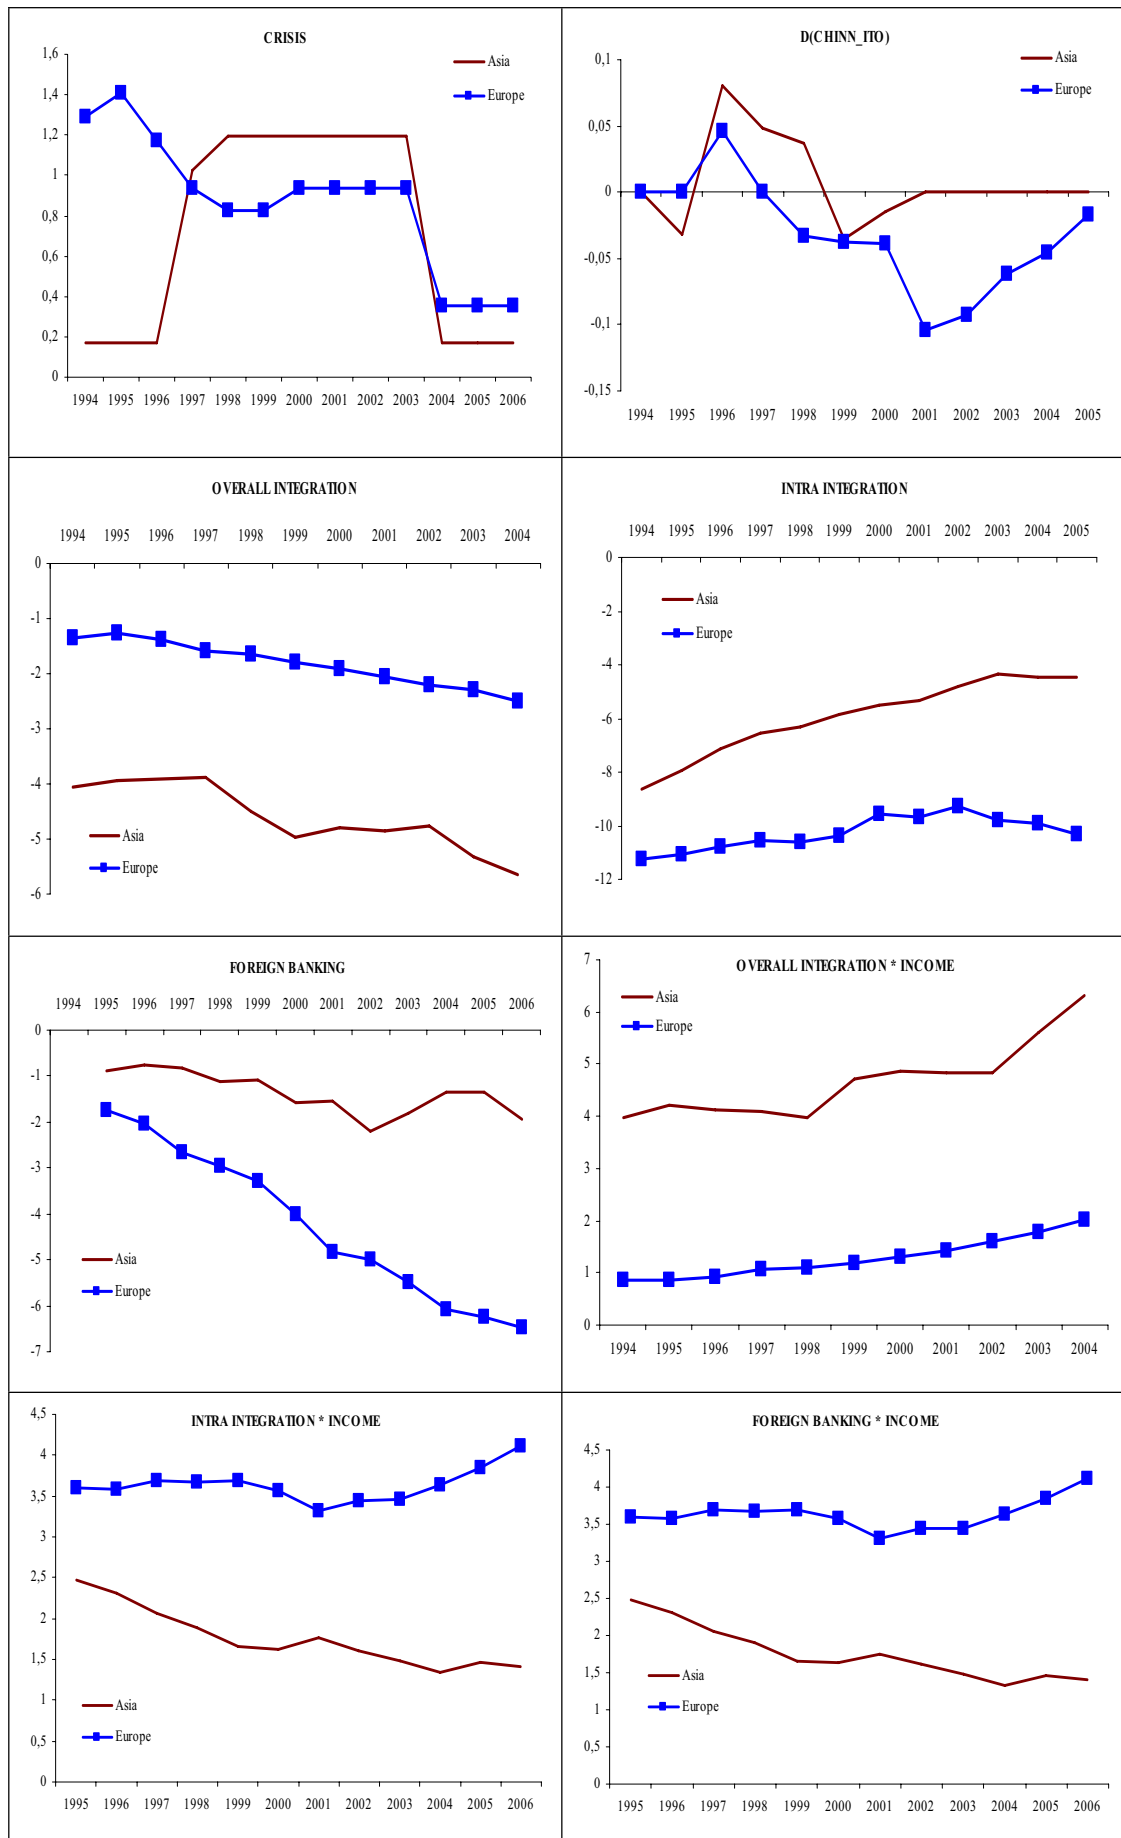 CRISIS
1,6
1,4
1,2
1
0,8
0,6
0,4
0,2
0
Asia
Europe
1994 1995 1996 1997 1998 1999 2000 2001 2002 2003 2004 2005 2006
D(CHINN_ITO)
0,1
0,05
0
-0,05
-0,1
-0,15
Asia
Europe
1994 1995 1996 1997 1998 1999 2000 2001 2002 2003 2004 2005
OVERALL INTEGRATION
1994 1995 1996 1997 1998 1999 2000 2001 2002 2003 2004
0
-1
-2
-3
-4
-5
-6
Asia
Europe
INTRA INTEGRATION
1994 1995 1996 1997 1998 1999 2000 2001 2002 2003 2004 2005
0
-2
-4
-6
-8
-10
-12
Asia
Europe
FOREIGN BANKING
1994 1995 1996 1997 1998 1999 2000 2001 2002 2003 2004 2005 2006
0
-1
-2
-3
-4
-5
-6
-7
Asia
Europe
OVERALL INTEGRATION * INCOME
7
6
5
4
3
2
1
0
Asia
Europe
1994 1995 1996 1997 1998 1999 2000 2001 2002 2003 2004
INTRA INTEGRATION * INCOME
4,5
4
3,5
3
2,5
2
1,5
1
0,5
0
Asia
Europe
1995 1996 1997 1998 1999 2000 2001 2002 2003 2004 2005 2006
FOREIGN BANKING * INCOME
4,5
4
3,5
3
2,5
2
1,5
1
0,5
0
Asia
Europe
1995 1996 1997 1998 1999 2000 2001 2002 2003 2004 2005 2006